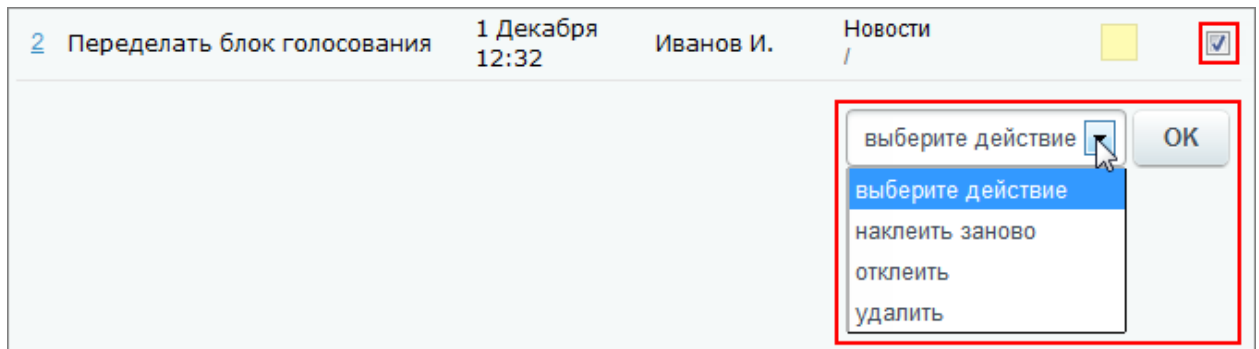 2 Переделать блок голосования 1 Декабря 12:32 Иванов И. Новости /
выберите действие OK
выберите действие
наклеить заново
отклеить
удалить